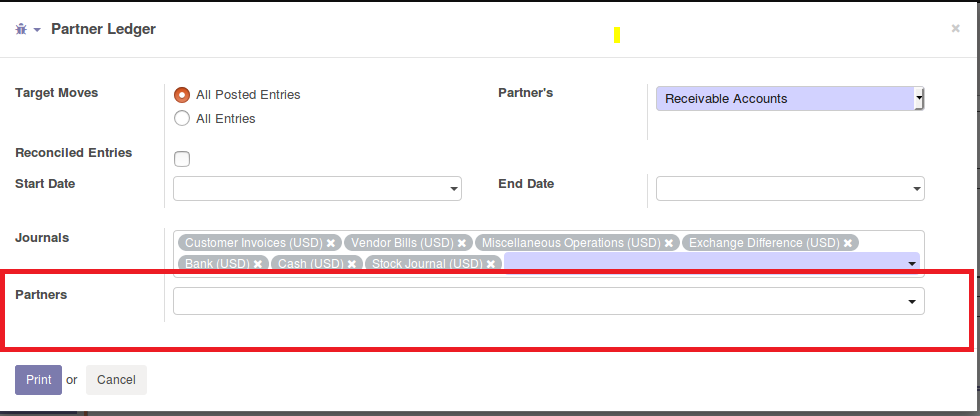 Partner Ledger ×
Target Moves All Posted Entries Partner's Receivable Accounts
All Entries
Reconciled Entries
Start Date End Date
Journals Customer Invoices (USD) ✖ Vendor Bills (USD) ✖ Miscellaneous Operations (USD) ✖ Exchange Difference (USD) ✖
Bank (USD) ✖ Cash (USD) ✖ Stock Journal (USD) ✖
Partners
Print or Cancel